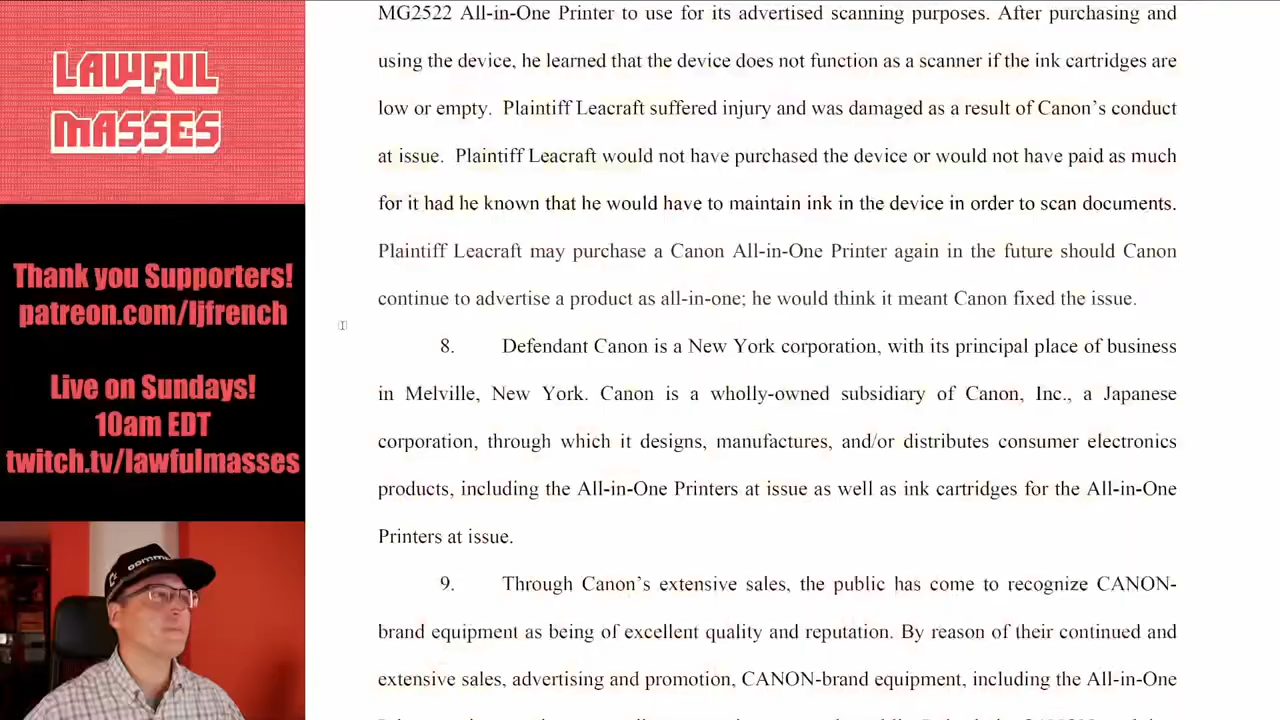 LAWFUL
MASSES
Thank you Supporters!
patreon.com/ljfrench
Live on Sundays!
10am EDT
twitch.tv/lawfulmasses
MG2522 All-in-One Printer to use for its advertised scanning purposes. After purchasing and
using the device, he learned that the device does not function as a scanner if the ink cartridges are
low or empty. Plaintiff Leacraft suffered injury and was damaged as a result of Canon's conduct
at issue. Plaintiff Leacraft would not have purchased the device or would not have paid as much
for it had he known that he would have to maintain ink in the device in order to scan documents.
Plaintiff Leacraft may purchase a Canon All-in-One Printer again in the future should Canon
continue to advertise a product as all-in-one; he would think it meant Canon fixed the issue.
8. Defendant Canon is a New York corporation, with its principal place of business
in Melville, New York. Canon is a wholly-owned subsidiary of Canon, Inc., a Japanese
corporation, through which it designs, manufactures, and/or distributes consumer electronics
products, including the All-in-One Printers at issue as well as ink cartridges for the All-in-One
Printers at issue.
9. Through Canon's extensive sales, the public has come to recognize CANON-
brand equipment as being of excellent quality and reputation. By reason of their continued and
extensive sales, advertising and promotion, CANON-brand equipment, including the All-in-One